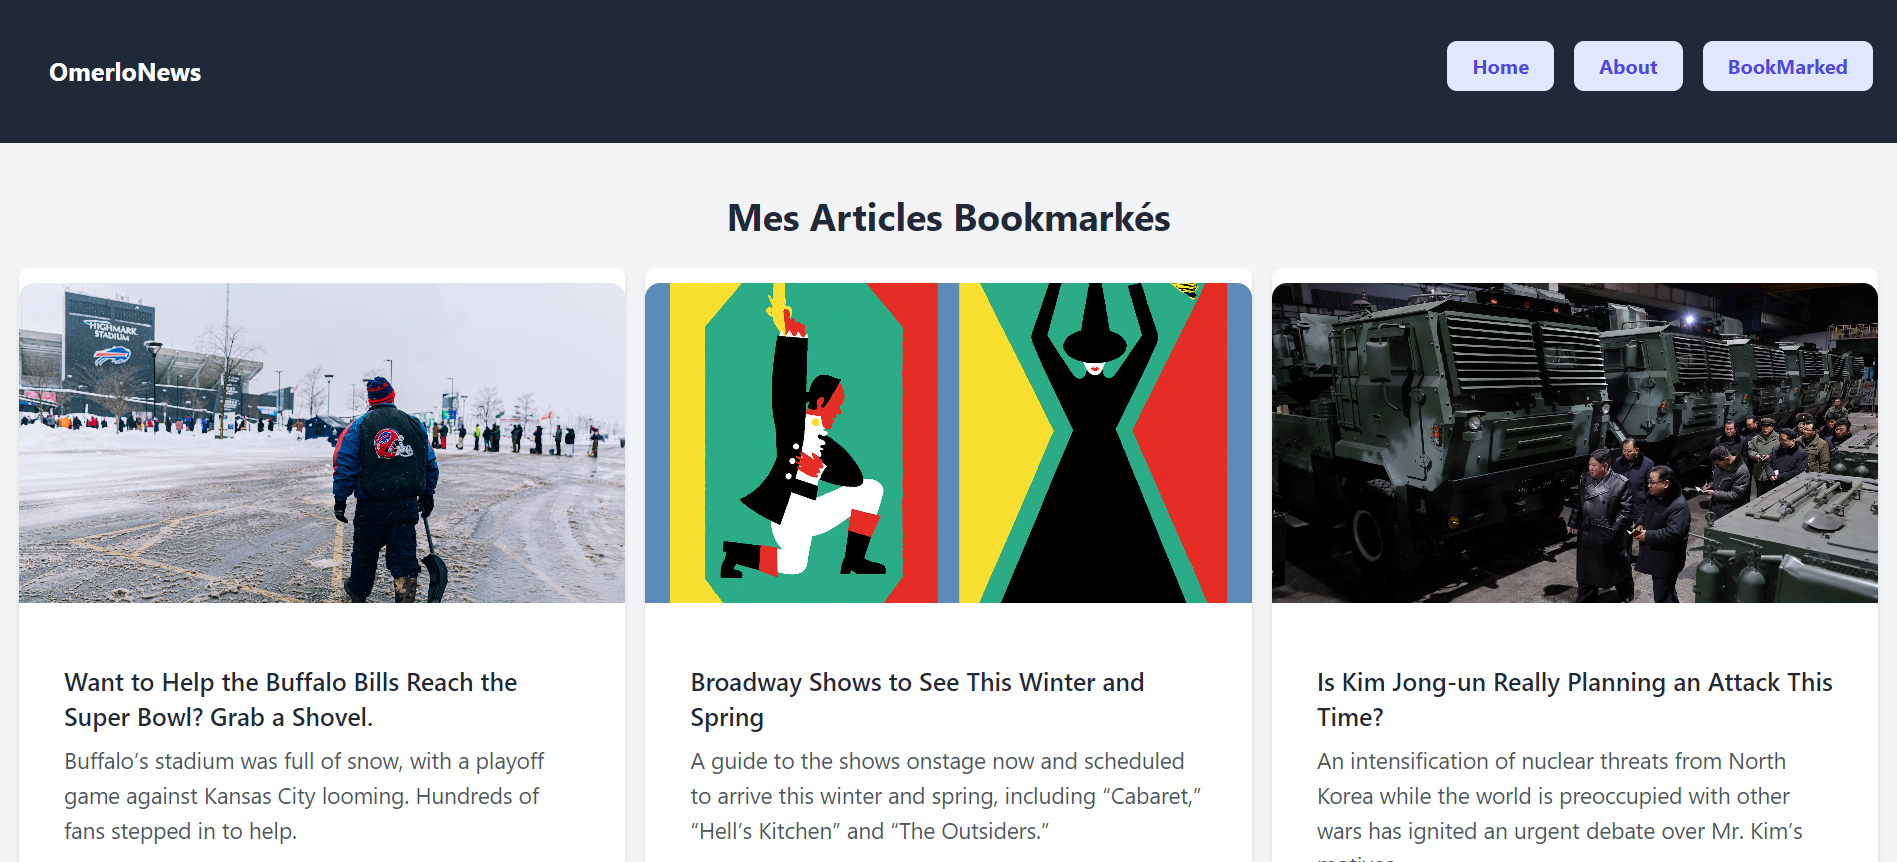 OmerloNews
Home
About
BookMarked
Mes Articles Bookmarkés
HIGHMARK
STADIUM
Want to Help the Buffalo Bills Reach the
Super Bowl? Grab a Shovel.
Buffalo’s stadium was full of snow, with a playoff
game against Kansas City looming. Hundreds of
fans stepped in to help.
Broadway Shows to See This Winter and
Spring
A guide to the shows onstage now and scheduled
to arrive this winter and spring, including “Cabaret,”
“Hell’s Kitchen” and “The Outsiders.”
Is Kim Jong-un Really Planning an Attack This
Time?
An intensification of nuclear threats from North
Korea while the world is preoccupied with other
wars has ignited an urgent debate over Mr. Kim’s